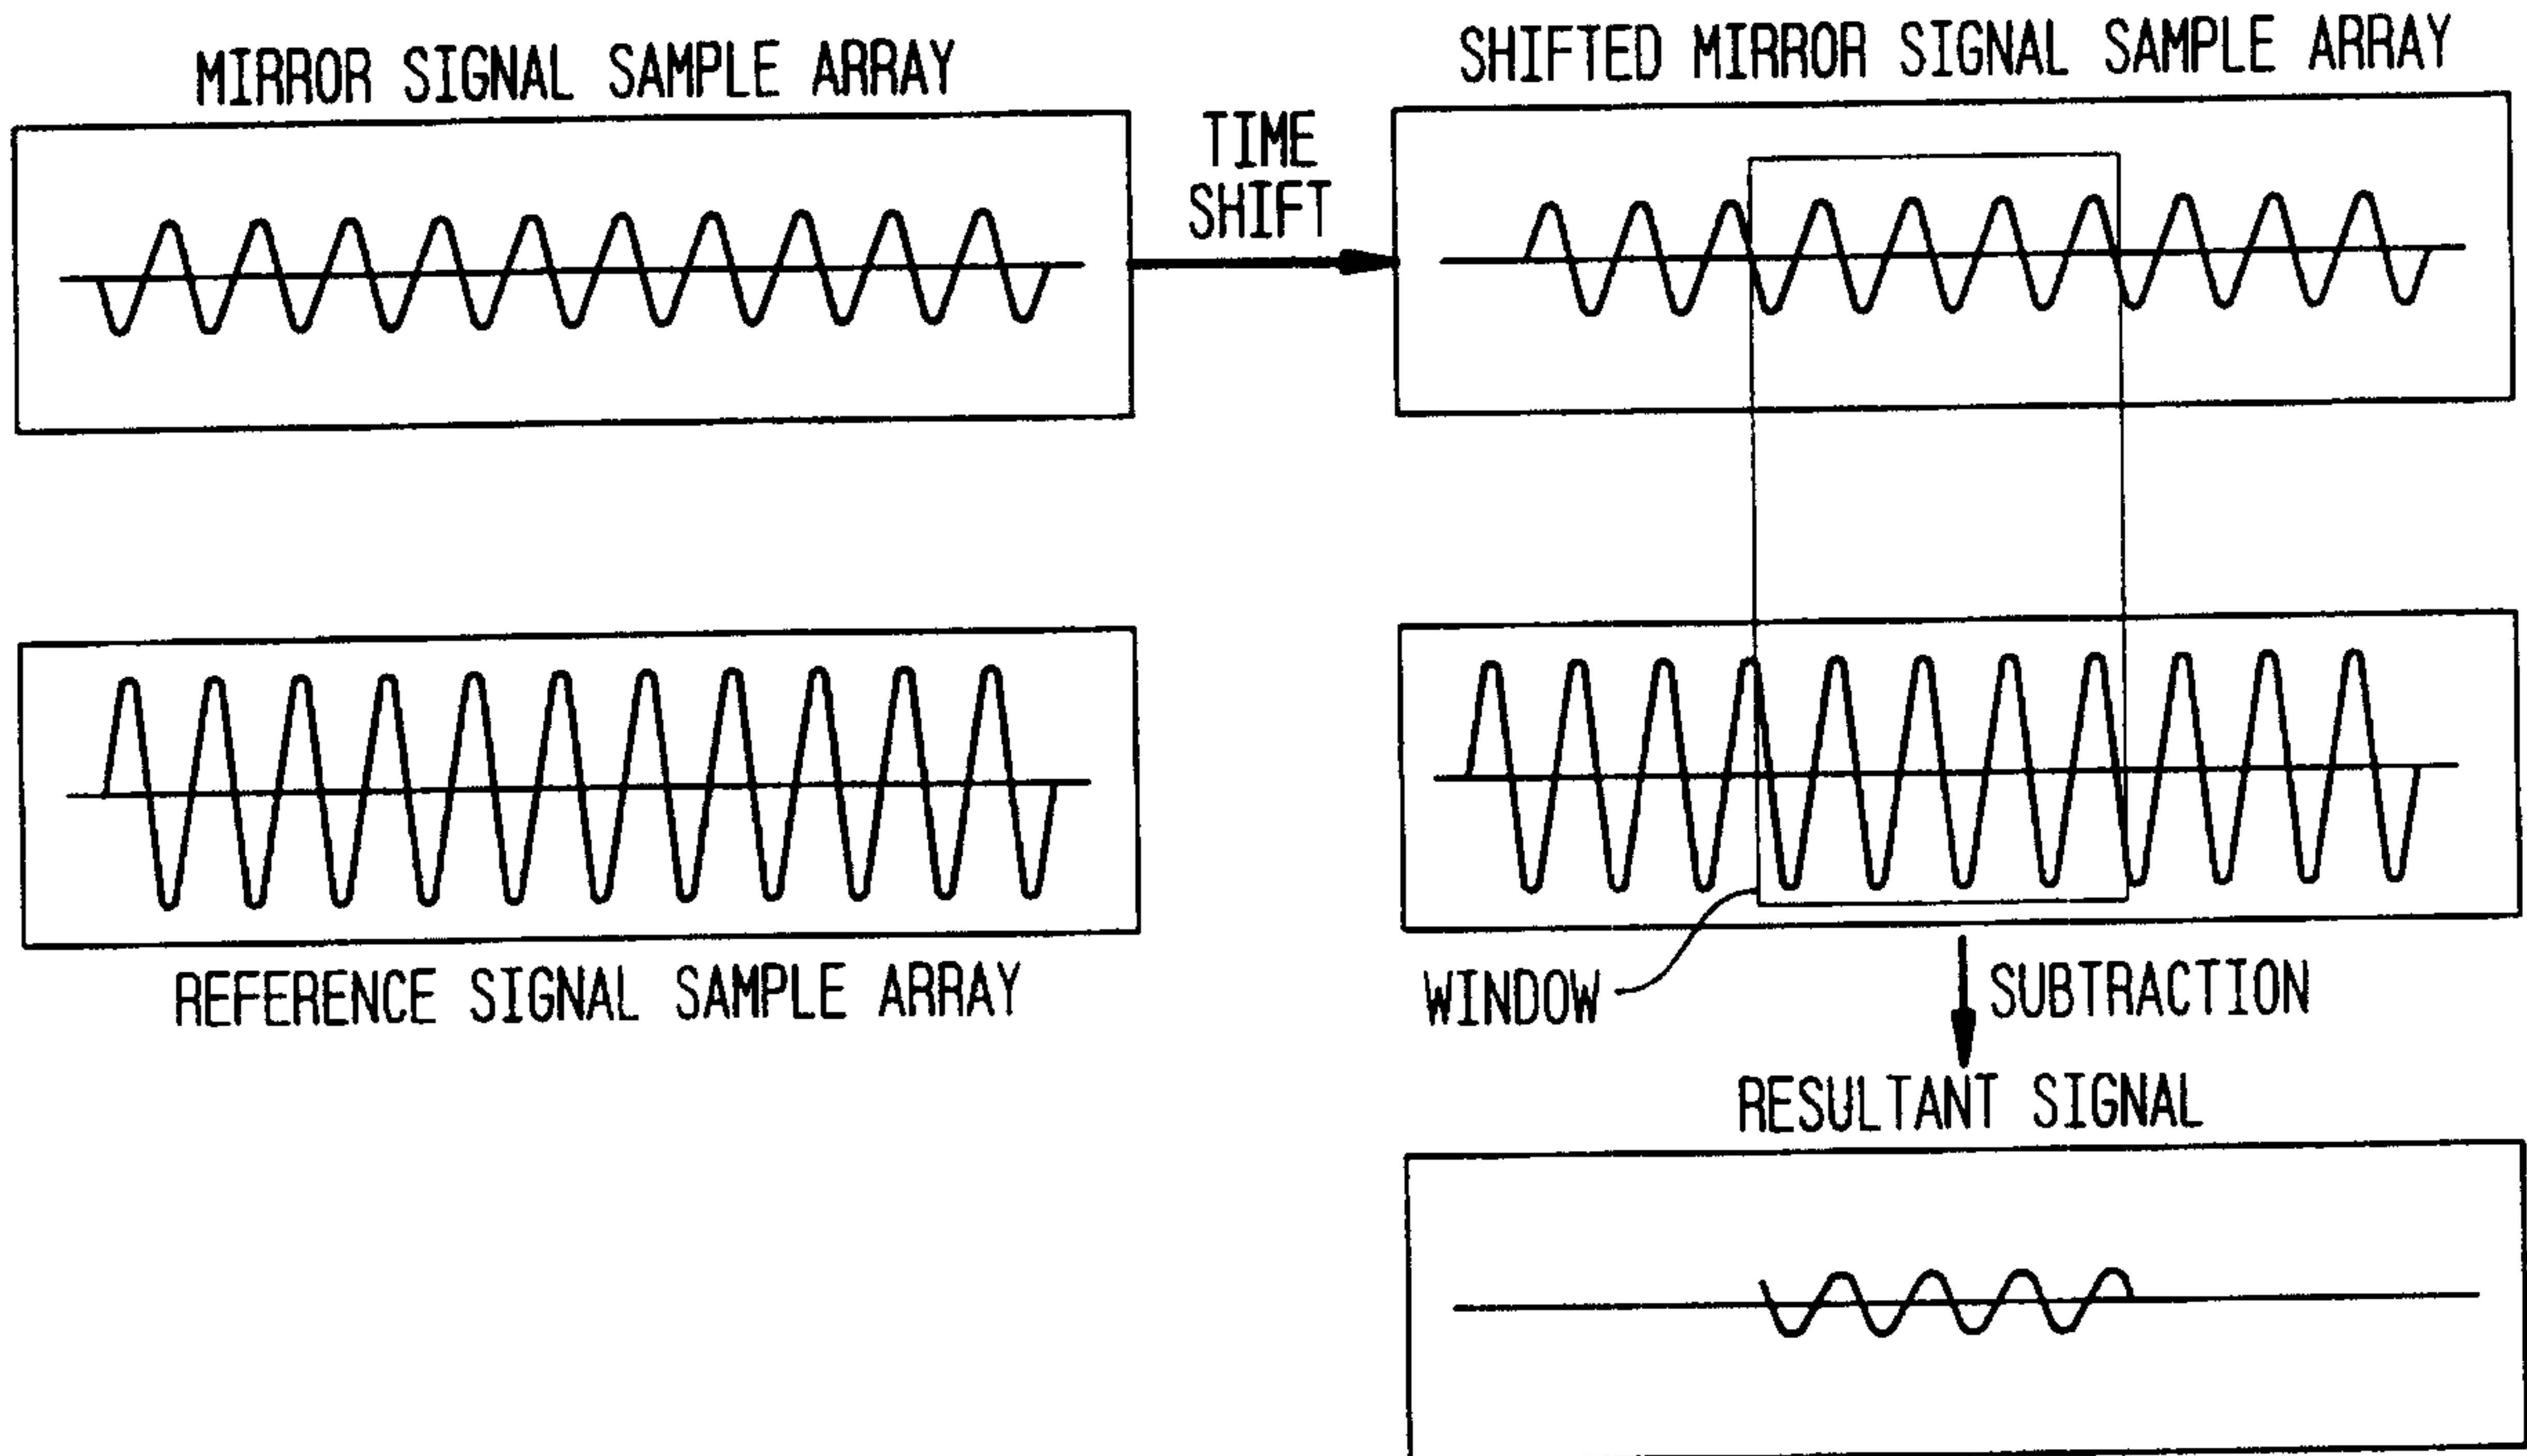 MIRROR SIGNAL SAMPLE ARRAY
SHIFTED MIRROR SIGNAL SAMPLE ARRAY
TIME
SHIFT
REFERENCE SIGNAL SAMPLE ARRAY
WINDOW
SUBTRACTION
RESULTANT SIGNAL